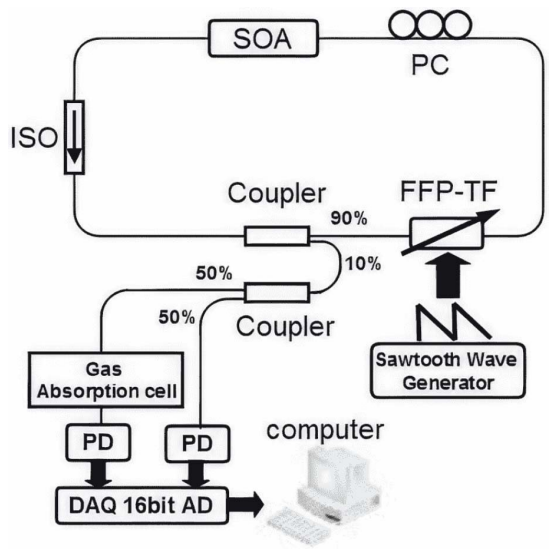 SOA
PC
ISO
Coupler
FFP-TF
90%
10%
50%
50%
Coupler
Sawtooth Wave
Generator
Gas
Absorption cell
computer
PD
PD
DAQ 16bit AD